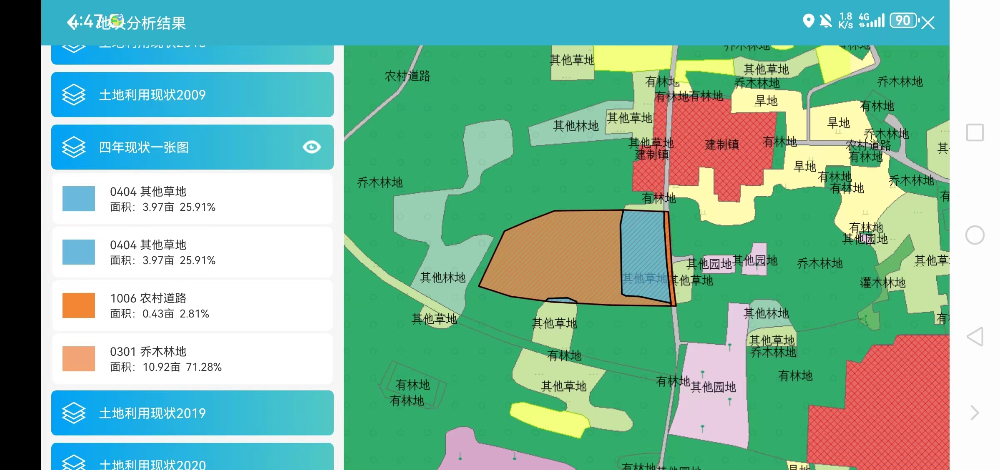 4:47
地块分析结果
1.8
K/s
4G
90
土地利用现状2009
四年现状一张图
0404 其他草地
面积：3.97亩 25.91%
0404 其他草地
面积：3.97亩 25.91%
1006 农村道路
面积：0.43亩 2.81%
0301 乔木林地
面积：10.92亩 71.28%
土地利用现状2019
土地利用现状2020
乔木林地
有林地
其他草地
其他草地
农村道路
有林地
乔木林地
乔木林地
有林地
有林地
旱地
有林地
其他草地
旱地
其他林地
乔木林地
其他草地
建制镇
有林地
农村道路
建制镇
有林地
旱地
乔木林地
有林地
乔木林地
有林地
有林地
有
有林地
其他园地
其他园地
其他园地
乔木林地
其他草
其他林地
其他草地
其他草地
灌木林地
其他草地
其他草地
其他林地
有
其他草地
乔木林地
有林地
有林地
有林地
其他园地
有林地
其他草地
有林地
有林地
其他园地
旱地
其